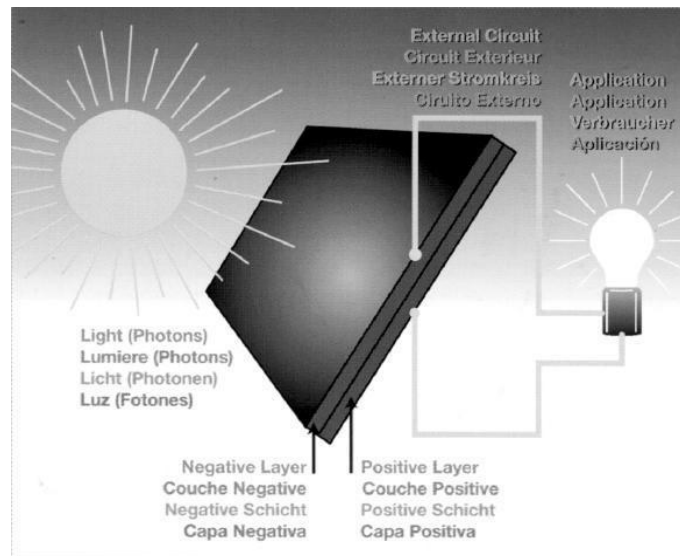 External Circuit
Circuit Exterieur
Externer Stromkreis
Ciruito Externo
Application
Application
Verbraucher
Aplicación
Light (Photons)
Lumiere (Photons)
Licht (Photonen)
Luz (Fotones)
Negative Layer
Couche Negative
Negative Schicht
Capa Negativa
Positive Layer
Couche Positive
Positive Schicht
Capa Positiva